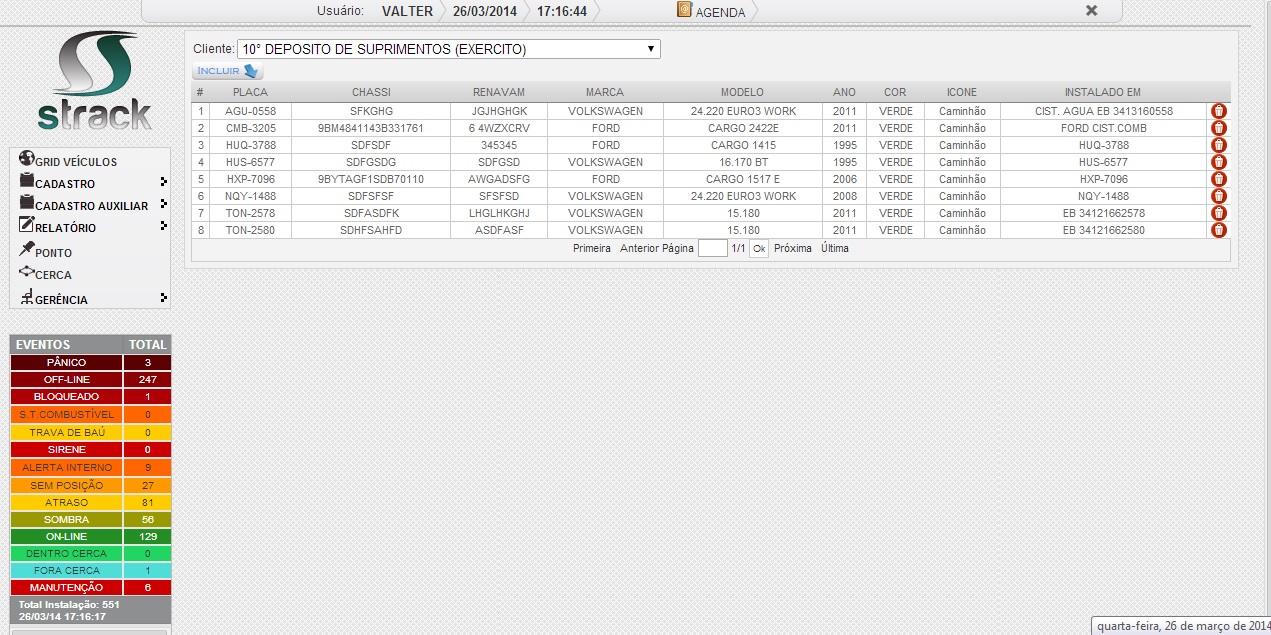 Usuário: VALTER 26/03/2014 17:16:44 AGENDA
strack
Cliente: 10° DEPOSITO DE SUPRIMENTOS (EXERCITO)
INCLUIR
# PLACA CHASSI RENAVAM MARCA MODELO ANO COR ICONE INSTALADO EM
1 AGU-0558 SFKGHG JGJHGHGK VOLKSWAGEN 24.220 EURO3 WORK 2011 VERDE Caminhão CIST. AGUA EB 3413160558
2 CMB-3205 9BM4841143B331761 6 4WZXCRV FORD CARGO 2422E 2011 VERDE Caminhão FORD CIST.COMB
3 HUQ-3788 SDFSDF 345345 FORD CARGO 1415 1995 VERDE Caminhão HUQ-3788
4 HUS-6577 SDFGSDG SDFGSD VOLKSWAGEN 16.170 BT 1995 VERDE Caminhão HUS-6577
5 HXP-7096 9BYTAGF1SDB70110 AWGADSFG FORD CARGO 1517 E 2006 VERDE Caminhão HXP-7096
6 NQY-1488 SDFSFSF SFSFSD VOLKSWAGEN 24.220 EURO3 WORK 2008 VERDE Caminhão NQY-1488
7 TON-2578 SDFASDFK LHGLHKGHJ VOLKSWAGEN 15.180 2011 VERDE Caminhão EB 34121662578
8 TON-2580 SDHFSAHFD ASDFASF VOLKSWAGEN 15.180 2011 VERDE Caminhão EB 34121662580
Primeira Anterior Página 1/1 Ok Próxima Última
GRID VEÍCULOS
CADASTRO
CADASTRO AUXILIAR
RELATÓRIO
PONTO
CERCA
GERÊNCIA
EVENTOS TOTAL
PÂNICO 3
OFF-LINE 247
BLOQUEADO 1
S.T.COMBUSTÍVEL 0
TRAVA DE BAÚ 0
SIRENE 0
ALERTA INTERNO 9
SEM POSIÇÃO 27
ATRASO 81
SOMBRA 56
ON-LINE 129
DENTRO CERCA 0
FORA CERCA 1
MANUTENÇÃO 6
Total Instalação: 551
26/03/14 17:16:17
quarta-feira, 26 de março de 2014